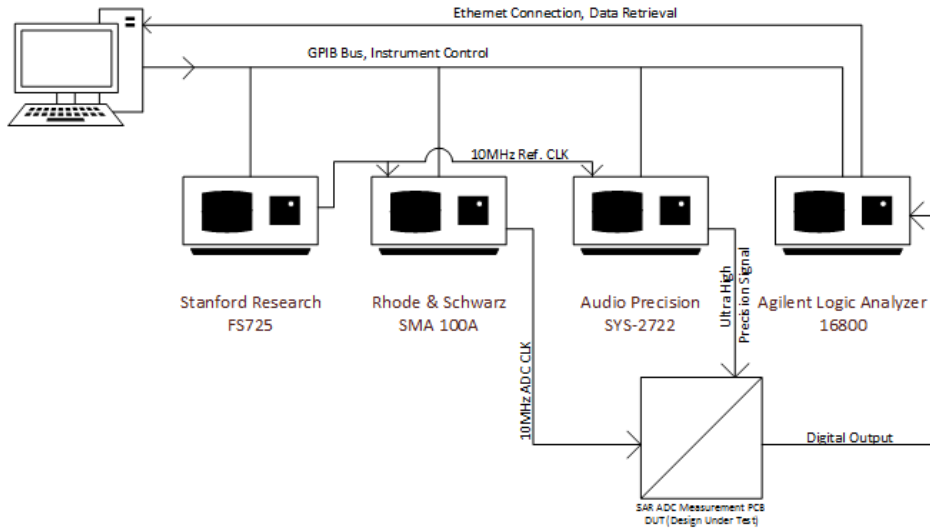 Ethernet Connection, Data Retrieval
GPIB Bus, Instrument Control
10MHz Ref. CLK
Stanford Research
FS725
Rhode & Schwarz
SMA 100A
Audio Precision
SYS-2722
Agilent Logic Analyzer
16800
Ultra High
Precision Signal
10MHz ADC CLK
Digital Output
SAR ADC Measurement PCB
DUT (Design Under Test)